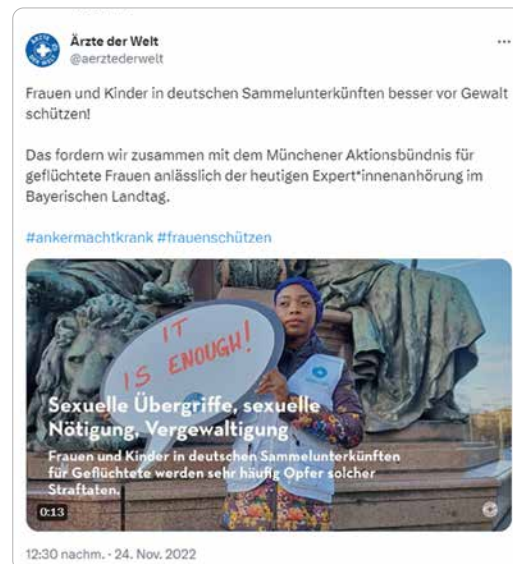 Ärzte der Welt
@aerztederwelt
Frauen und Kinder in deutschen Sammelunterkünften besser vor Gewalt
schützen!
Das fordern wir zusammen mit dem Münchener Aktionsbündnis für
geflüchtete Frauen anlässlich der heutigen Expert*innenanhörung im
Bayerischen Landtag.
#ankermachtkrank #frauenschützen
IT
IS ENOUGH!
Sexuelle Übergriffe, sexuelle
Nötigung, Vergewaltigung
Frauen und Kinder in deutschen Sammelunterkünften
für Geflüchtete werden sehr häufig Opfer solcher
Straftaten.
0:13
12:30 nachm. · 24. Nov. 2022